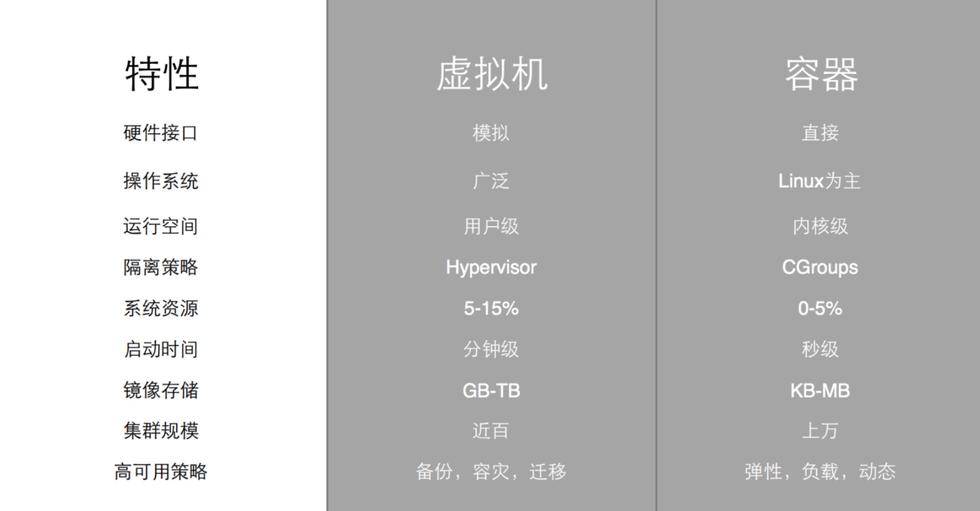 特性 虚拟机 容器
硬件接口 模拟 直接
操作系统 广泛 Linux为主
运行空间 用户级 内核级
隔离策略 Hypervisor CGroups
系统资源 5-15% 0-5%
启动时间 分钟级 秒级
镜像存储 GB-TB KB-MB
集群规模 近百 上万
高可用策略 备份，容灾，迁移 弹性，负载，动态